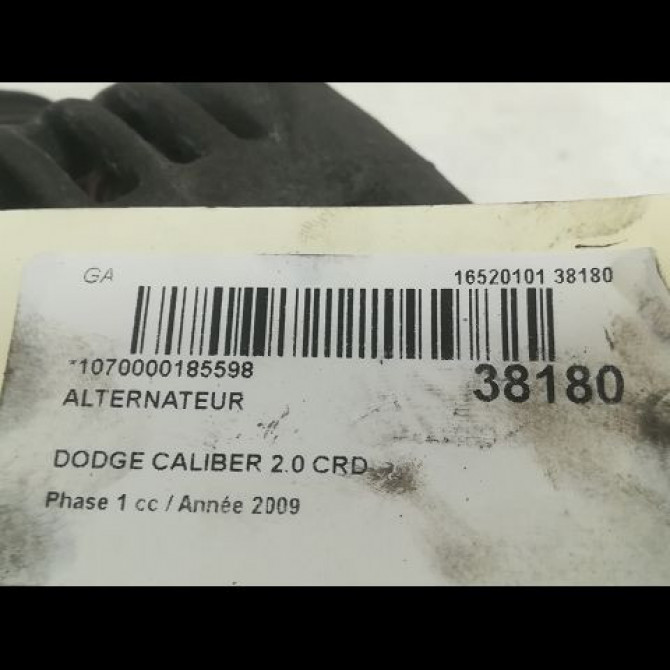 GA
16520101 38180
*1070000185598
38180
ALTERNATEUR
DODGE CALIBER 2.0 CRD
Phase 1 cc / Année 2009